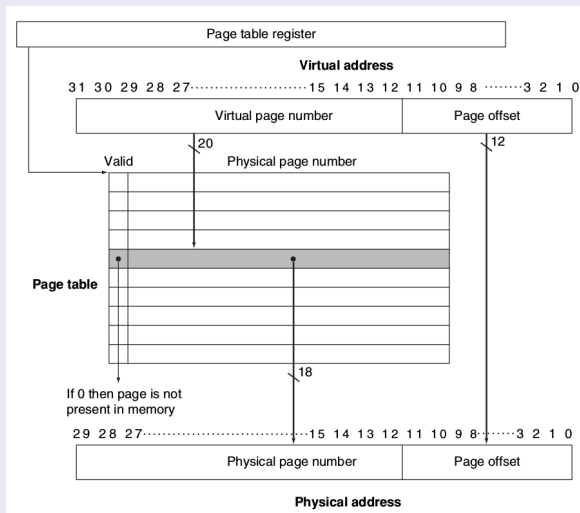 Page table register
Virtual address
31 30 29 28 27 15 14 13 12 11 10 9 8 3 2 1 0
Virtual page number Page offset
20 12
Valid Physical page number
Page table
18
If 0 then page is not
present in memory
29 28 27 15 14 13 12 11 10 9 8 3 2 1 0
Physical page number Page offset
Physical address